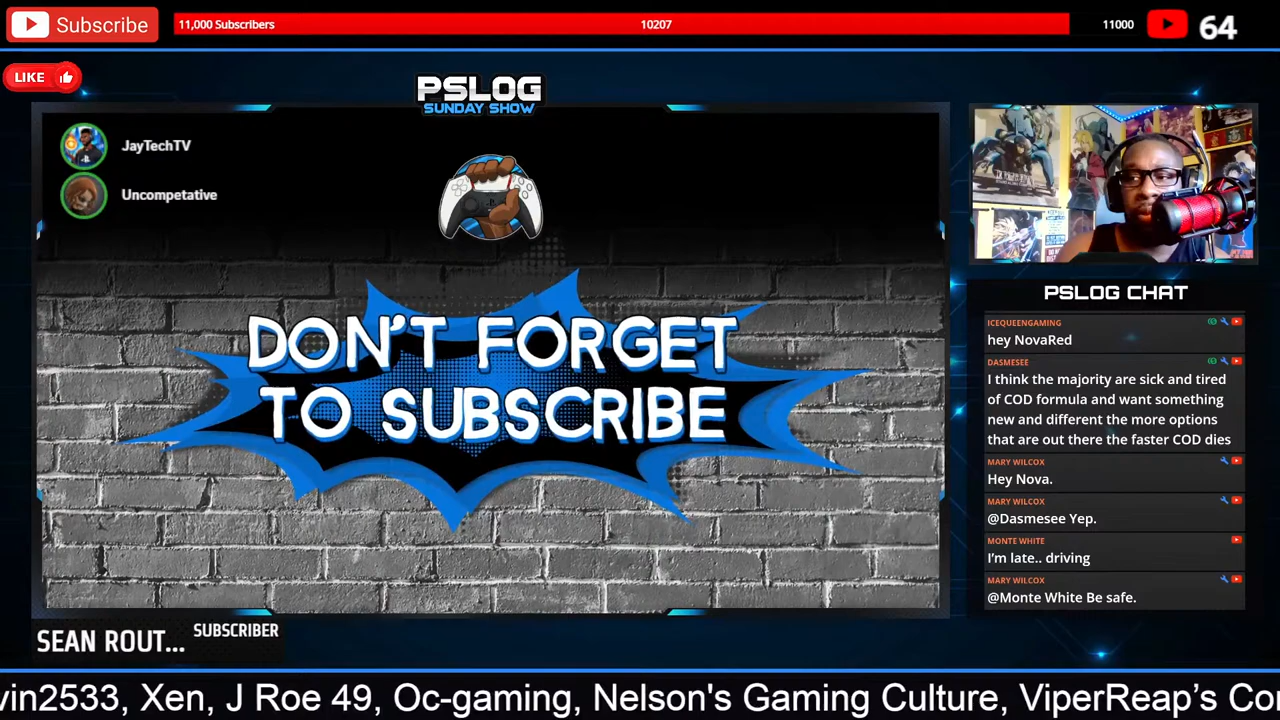 Subscribe
11,000 Subscribers
10207
11000
64
LIKE
PSLOG
SUNDAY SHOW
JayTechTV
Uncompetative
DON'T FORGET
TO SUBSCRIBE
PSLOG CHAT
ICEQUEENGAMING
hey NovaRed
DASMESEE
I think the majority are sick and tired
of COD formula and want something
new and different the more options
that are out there the faster COD dies
MARY WILCOX
Hey Nova.
MARY WILCOX
@Dasmesee Yep.
MONTE WHITE
I'm late.. driving
MARY WILCOX
@Monte White Be safe.
SEAN ROUT...
SUBSCRIBER
vin2533, Xen, J Roe 49, Oc-gaming, Nelson's Gaming Culture, ViperReap's Co